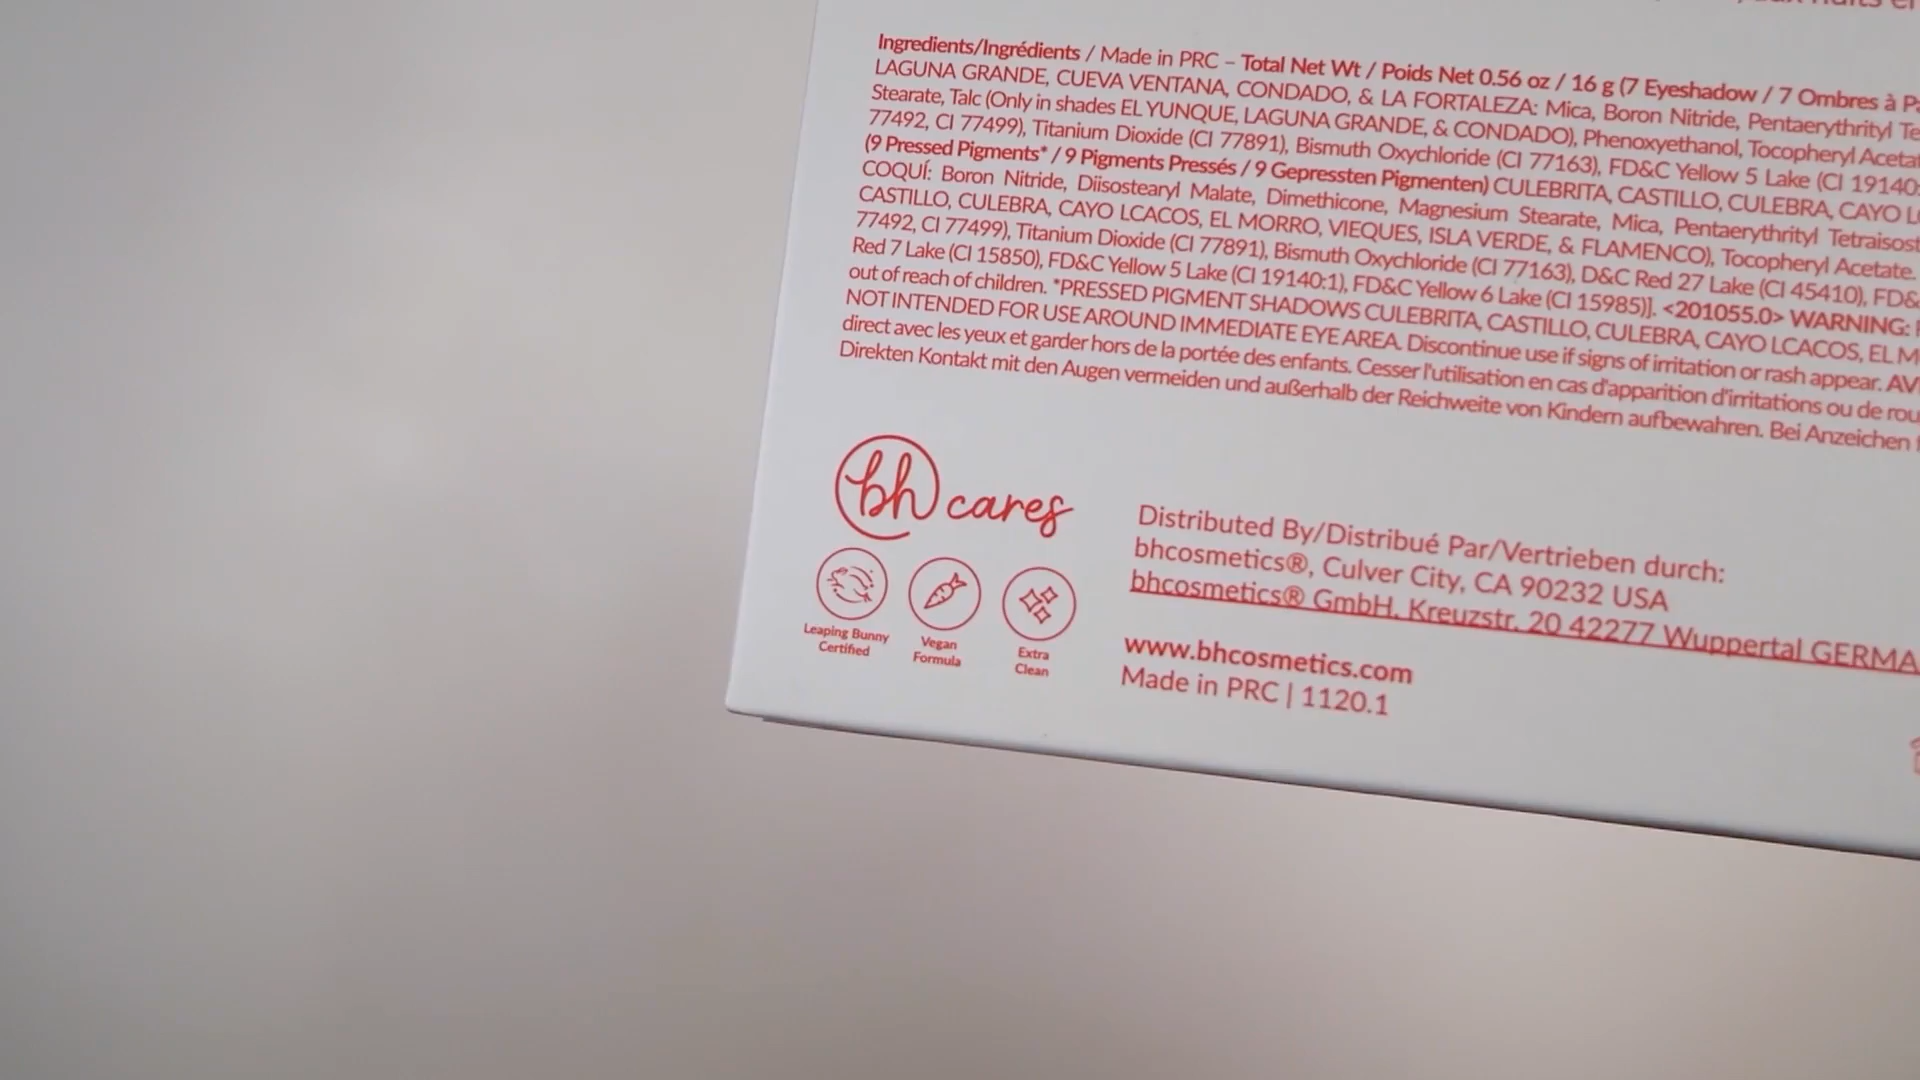 Ingredients/Ingrédients / Made in PRC – Total Net Wt / Poids Net 0.56 oz / 16 g (7 Eyeshadow / 7 Ombres à
LAGUNA GRANDE, CUEVA VENTANA, CONDADO, & LA FORTALEZA: Mica, Boron Nitride, Pentaerythrityl
Stearate, Talc (Only in shades EL YUNQUE, LAGUNA GRANDE, & CONDADO), Phenoxyethanol, Tocopheryl
77492, CI 77499), Titanium Dioxide (CI 77891), Bismuth Oxychloride (CI 77163), FD&C Yellow 5 Lake (CI 19140:
(9 Pressed Pigments* / 9 Pigments Pressés / 9 Gepressten Pigmenten) CULEBRITA, CASTILLO, CULEBRA, CAYO
COQUÍ: Boron Nitride, Diisostearyl Malate, Dimethicone, Magnesium Stearate, Mica, Pentaerythrityl
CASTILLO, CULEBRA, CAYO LCACOS, EL MORRO, VIEQUES, ISLA VERDE, & FLAMENCO), Tocopheryl Acetate.
77492, CI 77499), Titanium Dioxide (CI 77891), Bismuth Oxychloride (CI 77163), D&C Red 27 Lake (CI 45410),
Red 7 Lake (CI 15850), FD&C Yellow 5 Lake (CI 19140:1), FD&C Yellow 6 Lake (CI 15985)]. <201055.0> WARNING:
out of reach of children. *PRESSED PIGMENT SHADOWS CULEBRITA, CASTILLO, CULEBRA, CAYO LCACOS, EL
NOT INTENDED FOR USE AROUND IMMEDIATE EYE AREA. Discontinue use if signs of irritation or rash appear.
direct avec les yeux et garder hors de la portée des enfants. Cesser l'utilisation en cas d'apparition d'irritations ou de
Direkten Kontakt mit den Augen vermeiden und außerhalb der Reichweite von Kindern aufbewahren. Bei Anzeichen
bh cares
Leaping Bunny
Certified
Vegan
Formula
Extra
Clean
Distributed By/Distribué Par/Vertrieben durch:
bhcosmetics®, Culver City, CA 90232 USA
bhcosmetics® GmbH, Kreuzstr. 20 42277 Wuppertal GERMA
www.bhcosmetics.com
Made in PRC | 1120.1